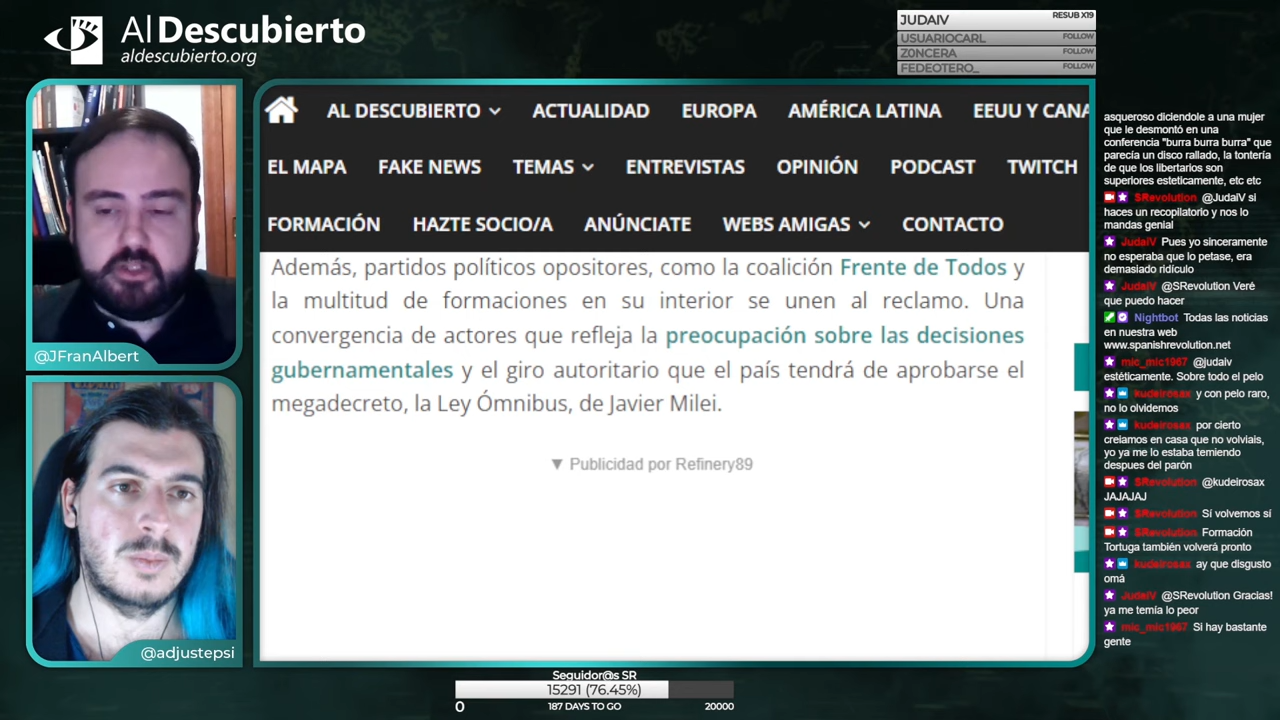 Al Descubierto
aldescubierto.org
JUDAIV RESUB X19
USUARIOCARL FOLLOW
Z0NCERA FOLLOW
FEDEOTERO_ FOLLOW
@JFranAlbert
@adjustepsi
AL DESCUBIERTO ACTUALIDAD EUROPA AMÉRICA LATINA EEUU Y CANA
EL MAPA FAKE NEWS TEMAS ENTREVISTAS OPINIÓN PODCAST TWITCH
FORMACIÓN HAZTE SOCIO/A ANÚNCIATE WEBS AMIGAS CONTACTO
Además, partidos políticos opositores, como la coalición Frente de Todos y
la multitud de formaciones en su interior se unen al reclamo. Una
convergencia de actores que refleja la preocupación sobre las decisiones
gubernamentales y el giro autoritario que el país tendrá de aprobarse el
megadecreto, la Ley Ómnibus, de Javier Milei.
▼ Publicidad por Refinery89
asqueroso diciendole a una mujer
que le desmontó en una
conferencia "burra burra burra" que
parecía un disco rallado, la tontería
de que los libertarios son
superiores esteticamente, etc etc
SRevolution @JudaiV si
haces un recopilatorio y nos lo
mandas genial
JudaiV Pues yo sinceramente
no esperaba que lo petase, era
demasiado ridículo
JudaiV @SRevolution Veré
que puedo hacer
Nightbot Todas las noticias
en nuestra web
www.spanishrevolution.net
mic_mic1967 @judaiv
estéticamente. Sobre todo el pelo
kudeirosax y con pelo raro,
no lo olvidemos
kudeirosax por cierto
creiamos en casa que no volviais,
yo ya me lo estaba temiendo
despues del parón
SRevolution @kudeirosax
JAJAJAJ
SRevolution Sí volvemos sí
SRevolution Formación
Tortuga también volverá pronto
kudeirosax ay que disgusto
omá
JudaiV @SRevolution Gracias!
ya me temía lo peor
mic_mic1967 Si hay bastante
gente
Seguidor@s SR
15291 (76.45%)
0 187 DAYS TO GO 20000